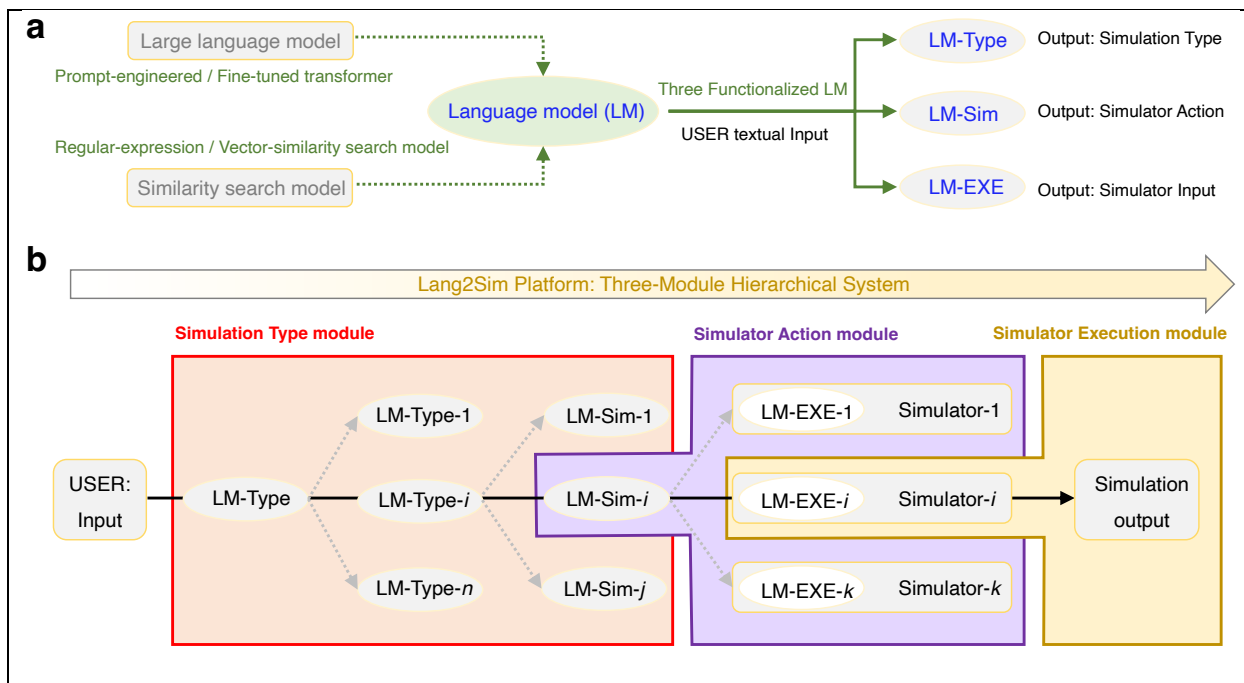 a
Large language model
Prompt-engineered / Fine-tuned transformer
Regular-expression / Vector-similarity search model
Similarity search model
Language model (LM)
Three Functionalized LM
USER textual Input
LM-Type
Output: Simulation Type
LM-Sim
Output: Simulator Action
LM-EXE
Output: Simulator Input
b
Lang2Sim Platform: Three-Module Hierarchical System
Simulation Type module
Simulator Action module
Simulator Execution module
USER:
Input
LM-Type
LM-Type-1
LM-Type-i
LM-Type-n
LM-Sim-1
LM-Sim-i
LM-Sim-j
LM-EXE-1 Simulator-1
LM-EXE-i Simulator-i
LM-EXE-k Simulator-k
Simulation
output